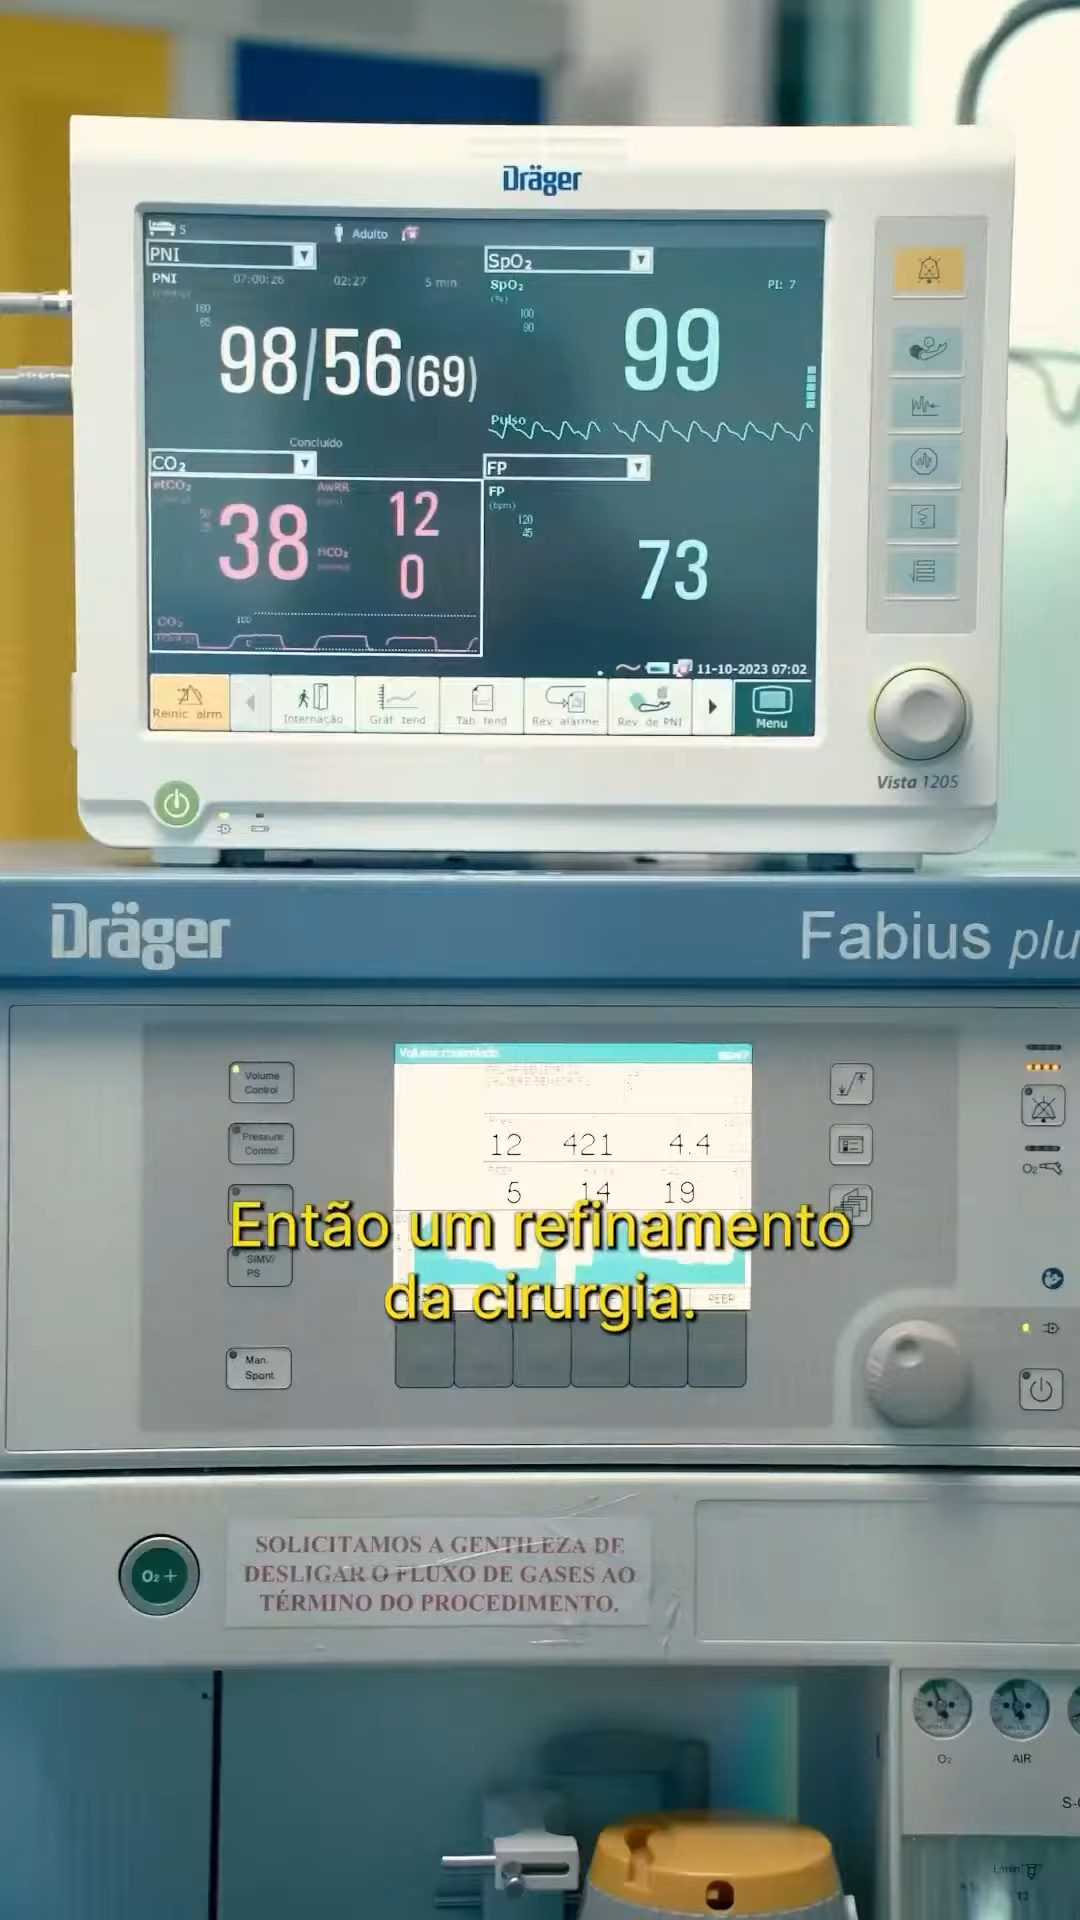 Dräger
5
Adulto
PNI
SpO₂
PNI
07:00:26
02:27
5 min
SpO₂
PI: 7
(%)
160
65
100
90
98/56(69)
99
Pulso
Concluído
CO₂
FP
etCO₂
AwRR
FP
(bpm)
38
12
120
45
FiCO₂
0
73
CO₂
0
11-10-2023 07:02
Reinic alrm
Internação
Gráf tend
Tab tend
Rev alarme
Rev de PNI
Menu
Vista 120S
Dräger
Fabius plu
Volume
Control
Pressure
Control
SIMV/
PS
Man.
Spont.
12 421 4.4
5 14 19
PEEP
Então um refinamento
da cirurgia.
O₂
O₂+
SOLICITAMOS A GENTILEZA DE
DESLIGAR O FLUXO DE GASES AO
TÉRMINO DO PROCEDIMENTO.
O₂
AIR